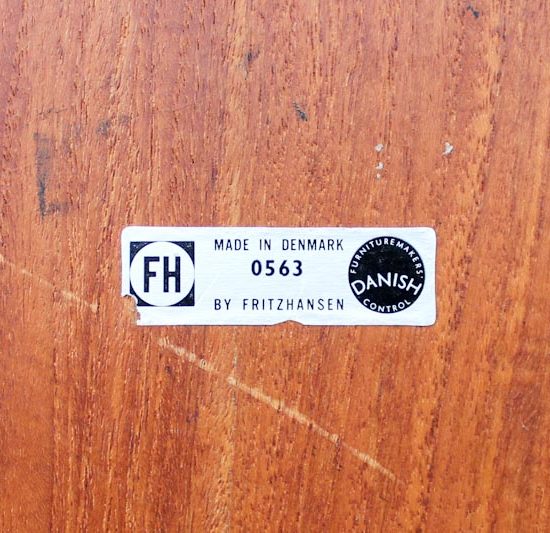 FH
MADE IN DENMARK
0563
BY FRITZHANSEN
FURNITUREMAKERS'
DANISH
CONTROL